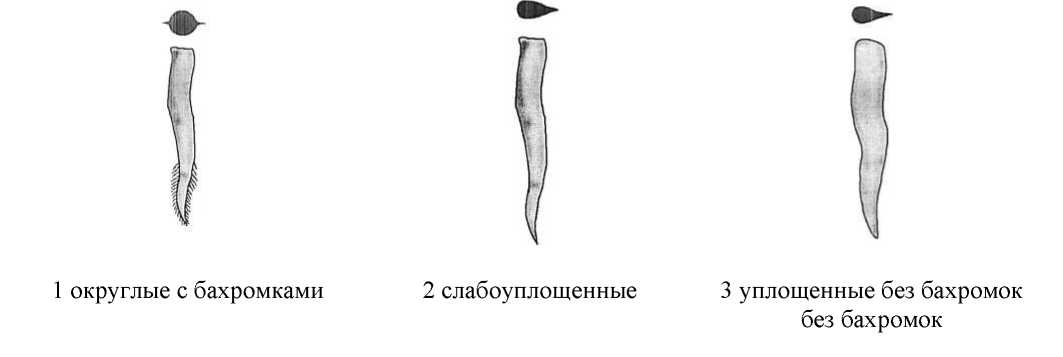 1 округлые с бахромками
2 слабоуплощенные
3 уплощенные без бахромок
без бахромок